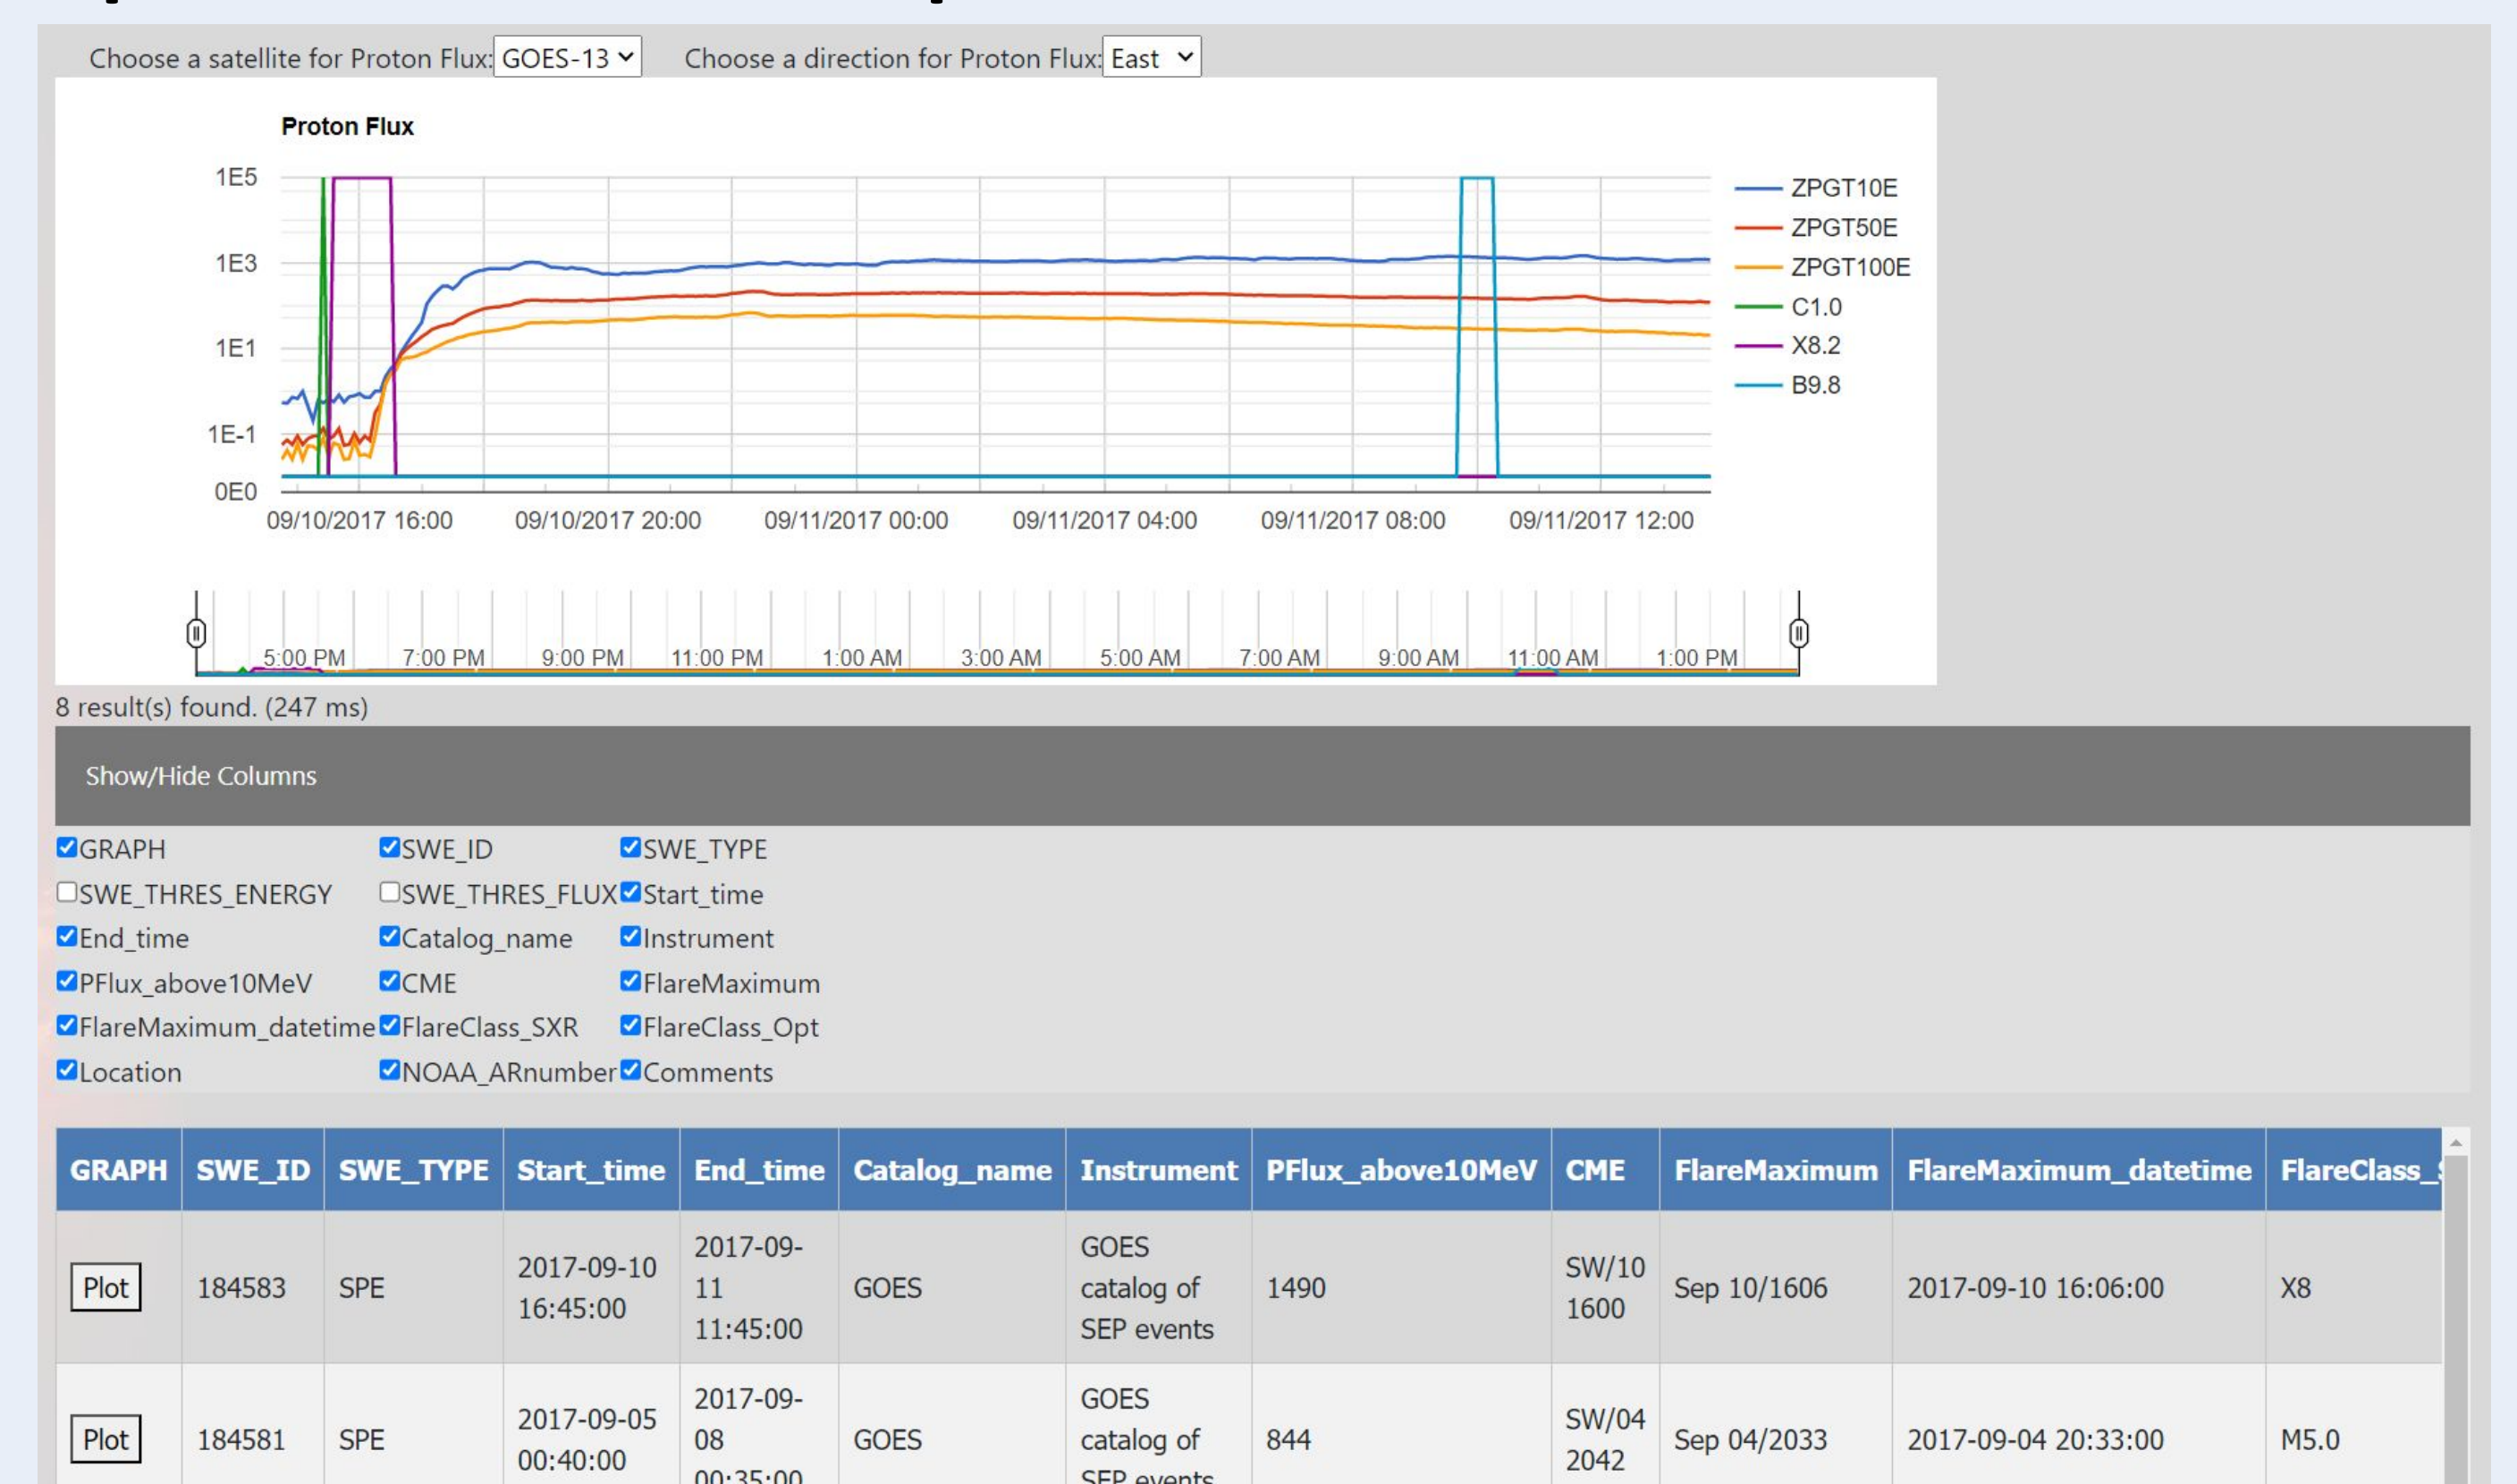 Choose a satellite for Proton Flux: GOES-13 Choose a direction for Proton Flux: East
Proton Flux
1E5
1E3
1E1
1E-1
0E0
ZPGT10E
ZPGT50E
ZPGT100E
C1.0
X8.2
B9.8
09/10/2017 16:00 09/10/2017 20:00 09/11/2017 00:00 09/11/2017 04:00 09/11/2017 08:00 09/11/2017 12:00
5:00 PM 7:00 PM 9:00 PM 11:00 PM 1:00 AM 3:00 AM 5:00 AM 7:00 AM 9:00 AM 11:00 AM 1:00 PM
8 result(s) found. (247 ms)
Show/Hide Columns
GRAPH SWE_ID SWE_TYPE
SWE_THRES_ENERGY SWE_THRES_FLUX Start_time
End_time Catalog_name Instrument
PFlux_above10MeV CME FlareMaximum
FlareMaximum_datetime FlareClass_SXR FlareClass_Opt
Location NOAA_ARnumber Comments
GRAPH SWE_ID SWE_TYPE Start_time End_time Catalog_name Instrument PFlux_above10MeV CME FlareMaximum FlareMaximum_datetime FlareClass_
Plot 184583 SPE
2017-09-10
16:45:00
2017-09-
11
11:45:00
GOES
GOES
catalog of
SEP events
1490
SW/10
1600
Sep 10/1606
2017-09-10 16:06:00
X8
Plot 184581 SPE
2017-09-05
00:40:00
2017-09-
08
00:35:00
GOES
GOES
catalog of
SEP events
844
SW/04
2042
Sep 04/2033
2017-09-04 20:33:00
M5.0